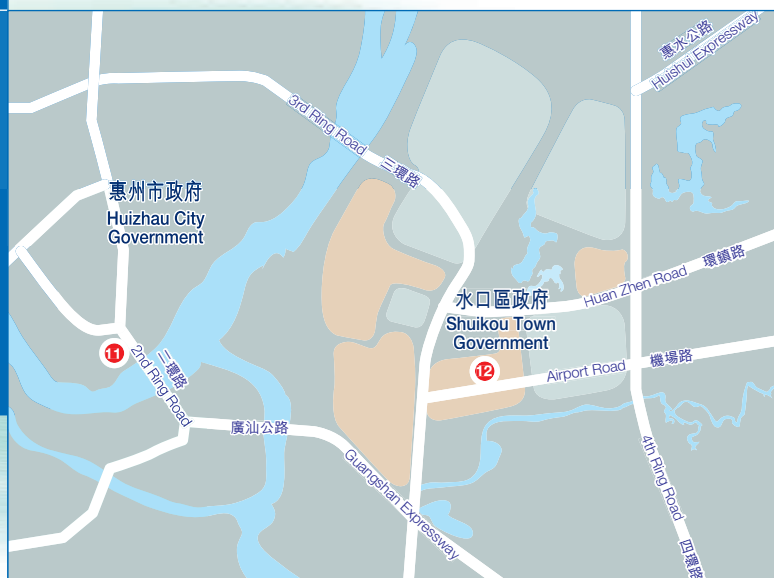 惠水公路
Huishui Expressway
3rd Ring Road 三環路
惠州市政府
Huizhau City
Government
環鎮路
Huan Zhen Road
水口區政府
Shuikou Town
Government
11
二環路
2nd Ring Road
12
Airport Road 機場路
廣汕公路
Guangshan Expressway
4th Ring Road 四環路